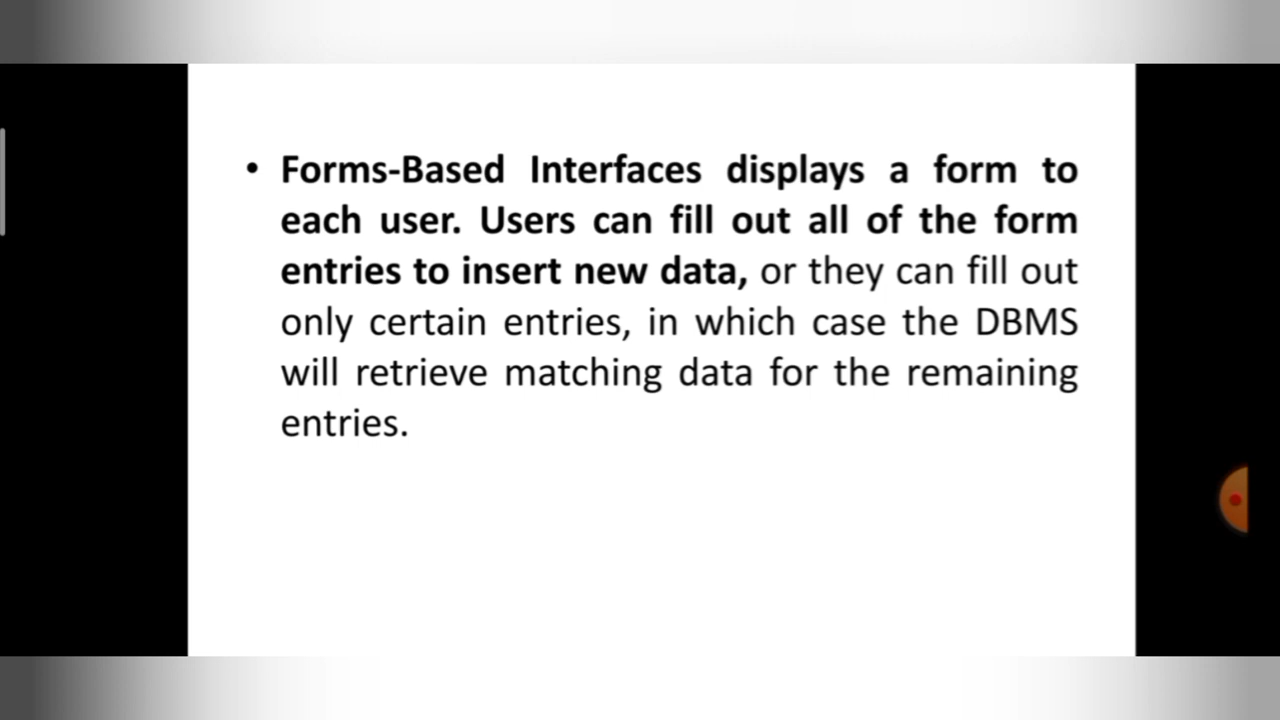 • Forms-Based Interfaces displays a form to
each user. Users can fill out all of the form
entries to insert new data, or they can fill out
only certain entries, in which case the DBMS
will retrieve matching data for the remaining
entries.